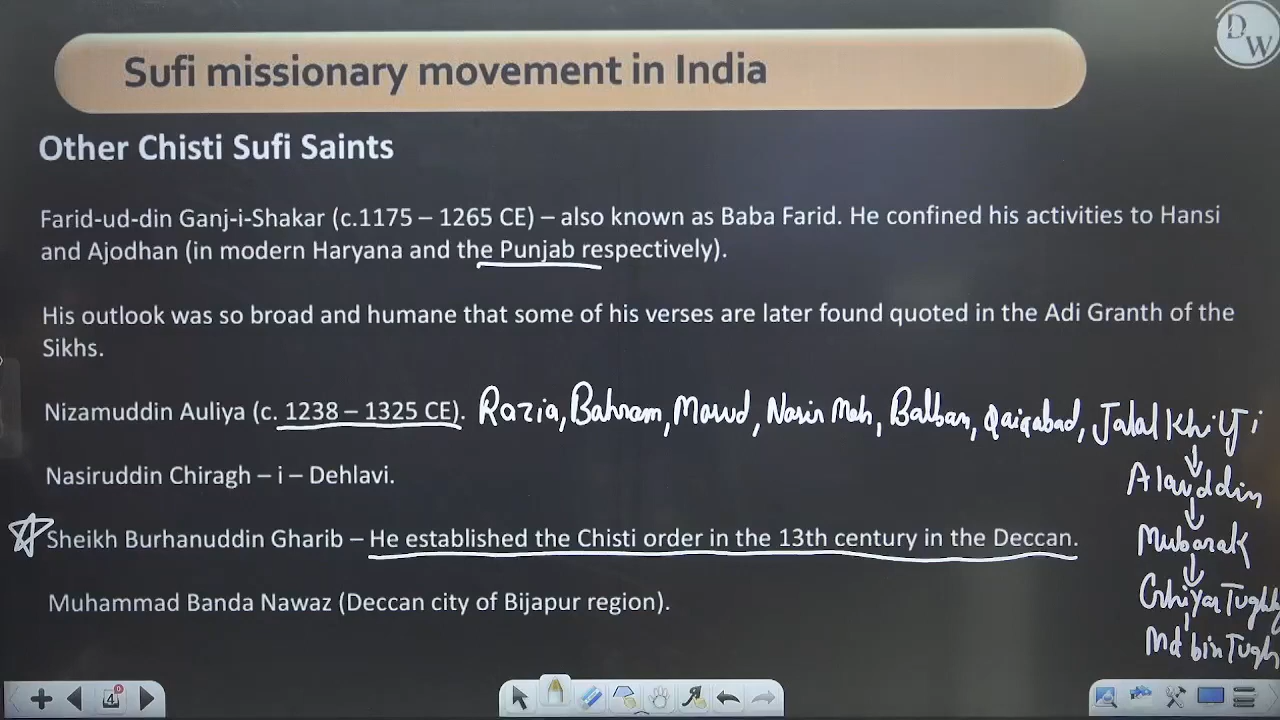 D W
Sufi missionary movement in India
Other Chisti Sufi Saints
Farid-ud-din Ganj-i-Shakar (c.1175 – 1265 CE) – also known as Baba Farid. He confined his activities to Hansi
and Ajodhan (in modern Haryana and the Punjab respectively).
His outlook was so broad and humane that some of his verses are later found quoted in the Adi Granth of the
Sikhs.
Nizamuddin Auliya (c. 1238 – 1325 CE). Razia, Bahram, Masud, Nasir Mah, Balban, Qaiqabad, Jalal Khilji
Alauddin
Nasiruddin Chiragh – i – Dehlavi.
Sheikh Burhanuddin Gharib – He established the Chisti order in the 13th century in the Deccan.
Mubarak
Ghiyas Tughl
Muhammad Banda Nawaz (Deccan city of Bijapur region).
Md bin Tugh
4